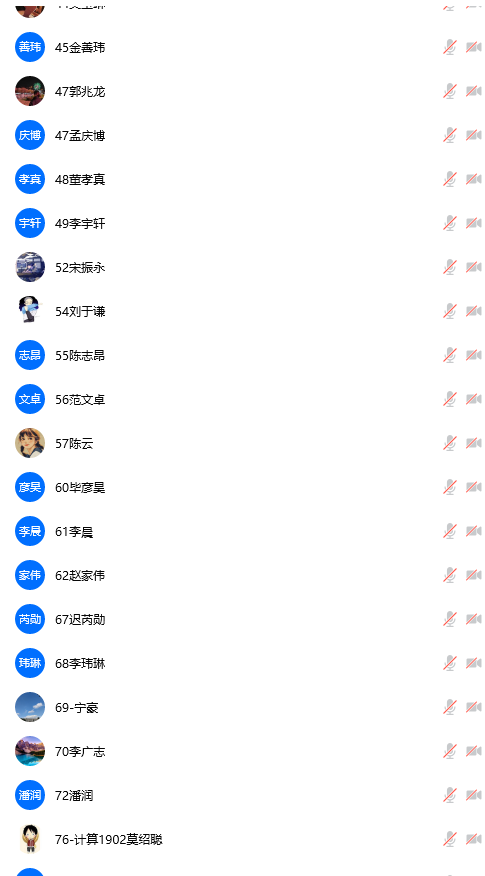 善玮 45金善玮
47郭兆龙
庆博 47孟庆博
孝真 48董孝真
宇轩 49李宇轩
52宋振永
54刘于谦
志昂 55陈志昂
文卓 56范文卓
57陈云
彦昊 60毕彦昊
李晨 61李晨
家伟 62赵家伟
芮勋 67迟芮勋
玮琳 68李玮琳
69-宁豪
70李广志
潘润 72潘润
76-计算1902莫绍聪